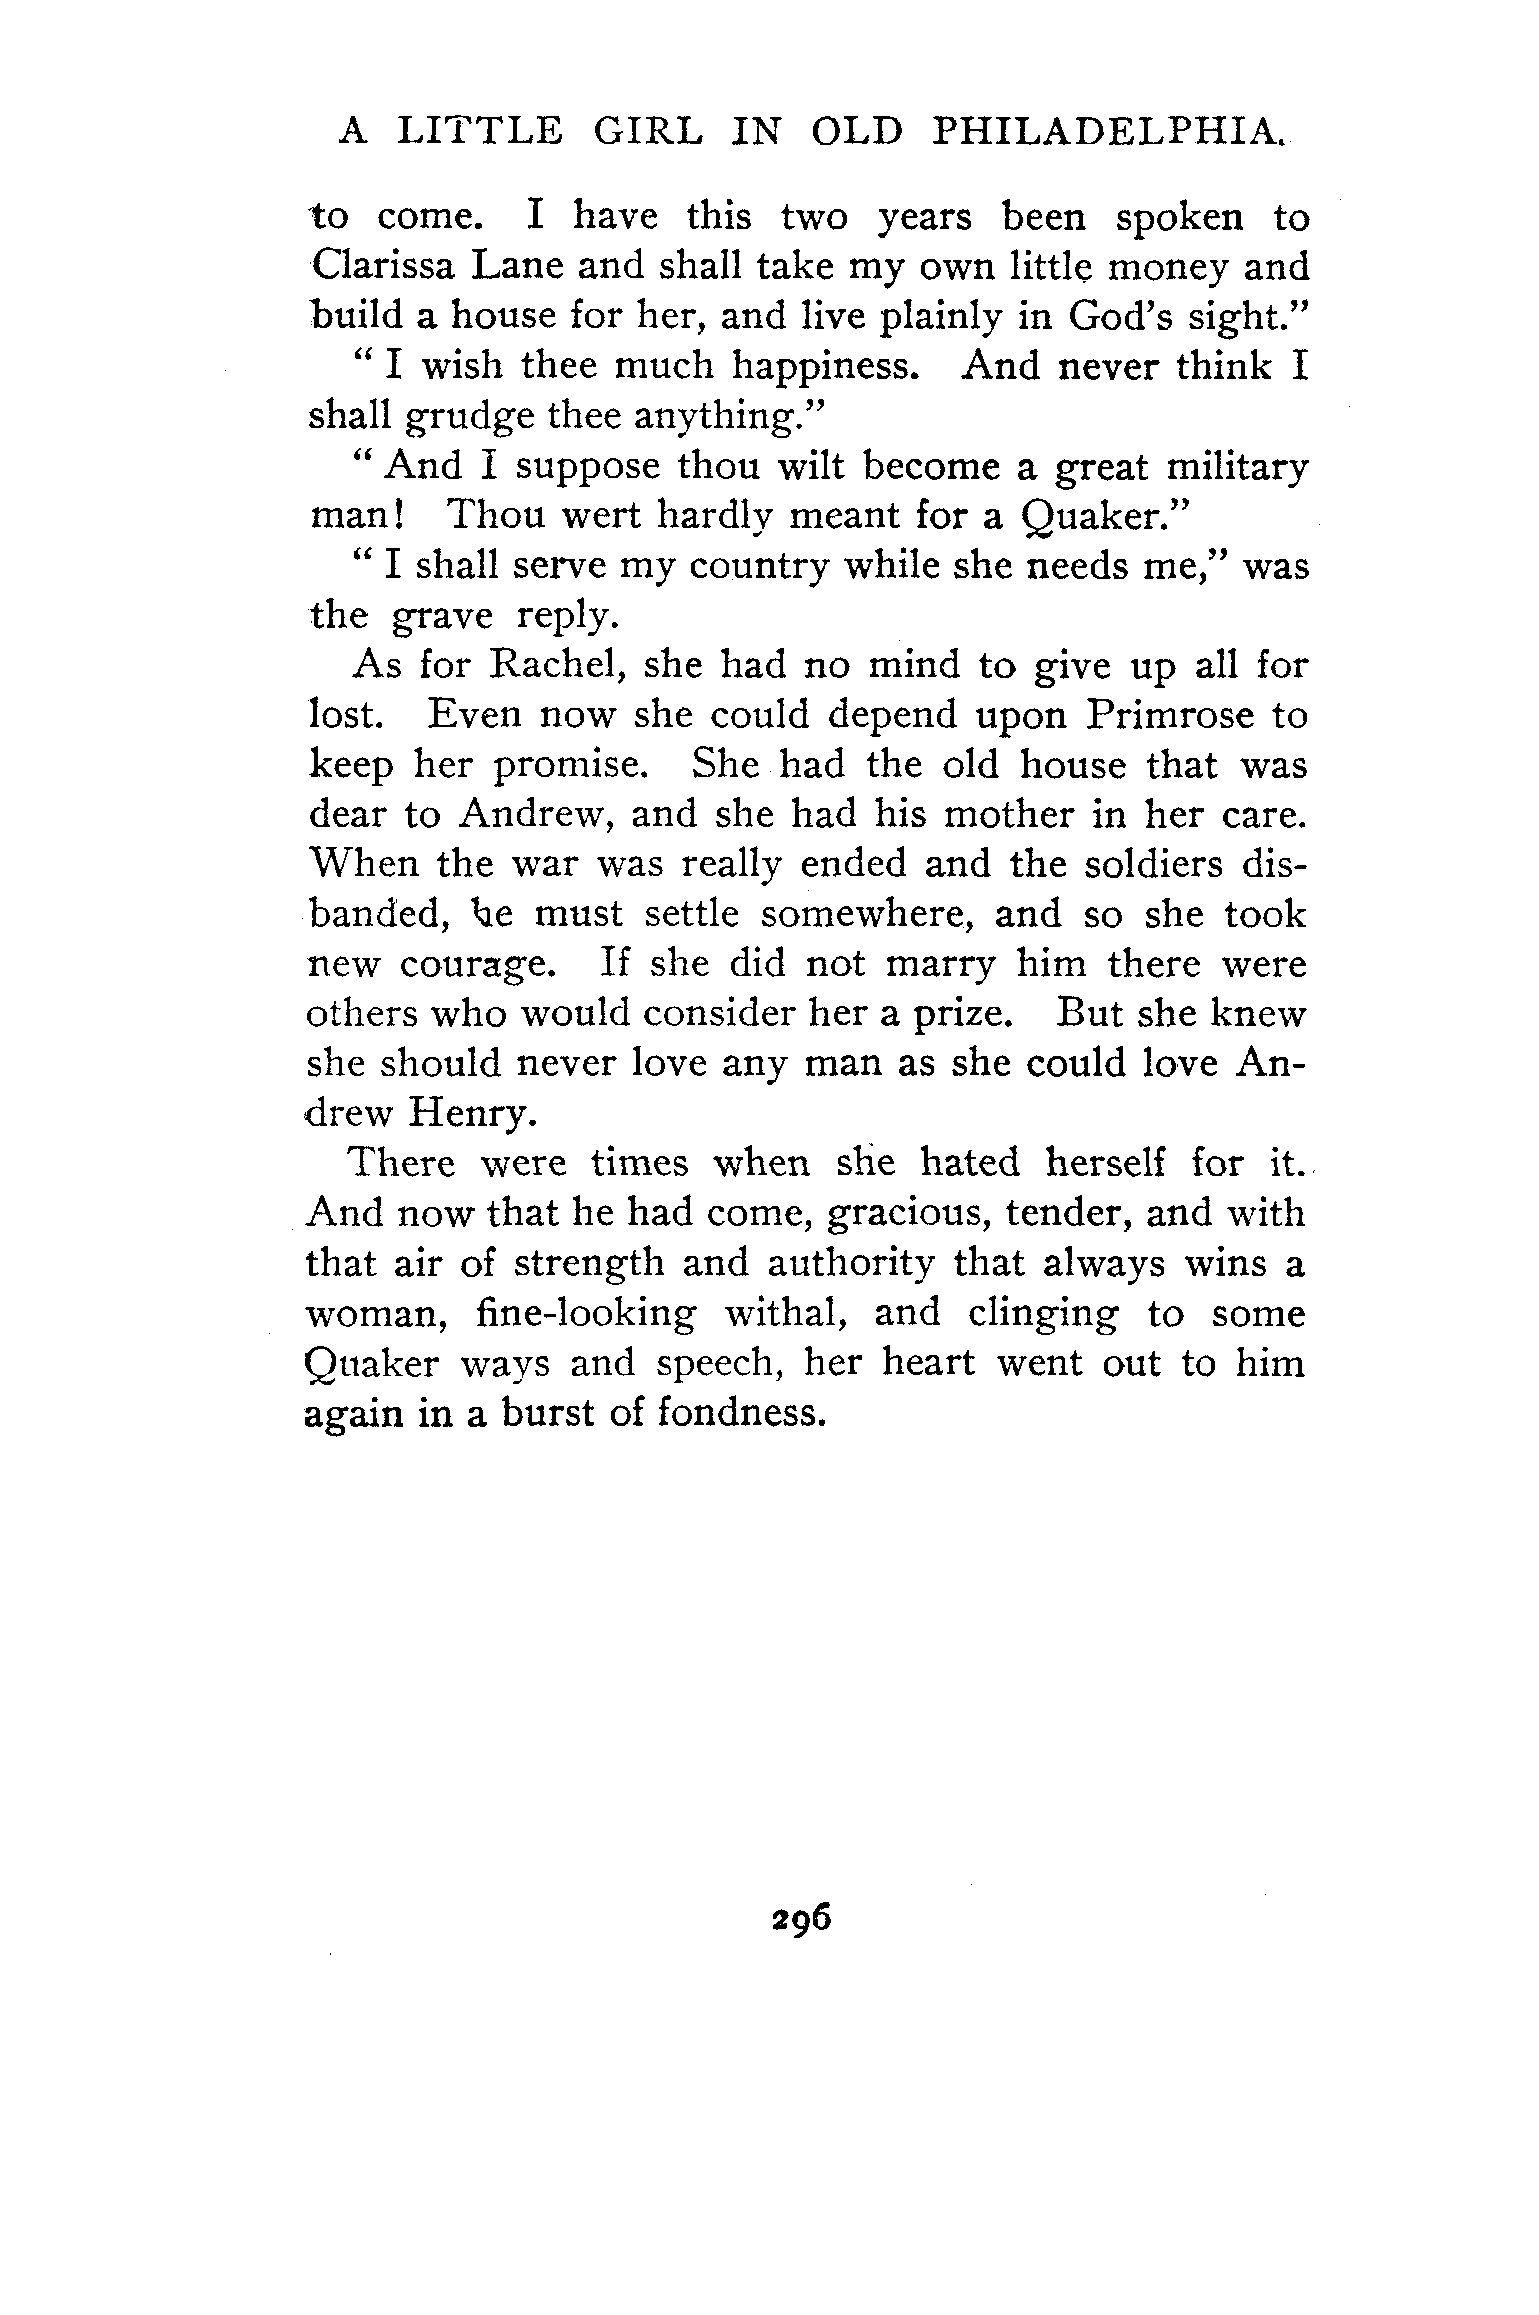 A LITTLE GIRL IN OLD PHILADELPHIA.
to come. I have this two years been spoken to
Clarissa Lane and shall take my own little money and
build a house for her, and live plainly in God's sight.”
“ I wish thee much happiness. And never think I
shall grudge thee anything.”
“ And I suppose thou wilt become a great military
man! Thou wert hardly meant for a Quaker.”
“ I shall serve my country while she needs me,” was
the grave reply.
As for Rachel, she had no mind to give up all for
lost. Even now she could depend upon Primrose to
keep her promise. She had the old house that was
dear to Andrew, and she had his mother in her care.
When the war was really ended and the soldiers dis-
banded, he must settle somewhere, and so she took
new courage. If she did not marry him there were
others who would consider her a prize. But she knew
she should never love any man as she could love An-
drew Henry.
There were times when she hated herself for it.
And now that he had come, gracious, tender, and with
that air of strength and authority that always wins a
woman, fine-looking withal, and clinging to some
Quaker ways and speech, her heart went out to him
again in a burst of fondness.
296